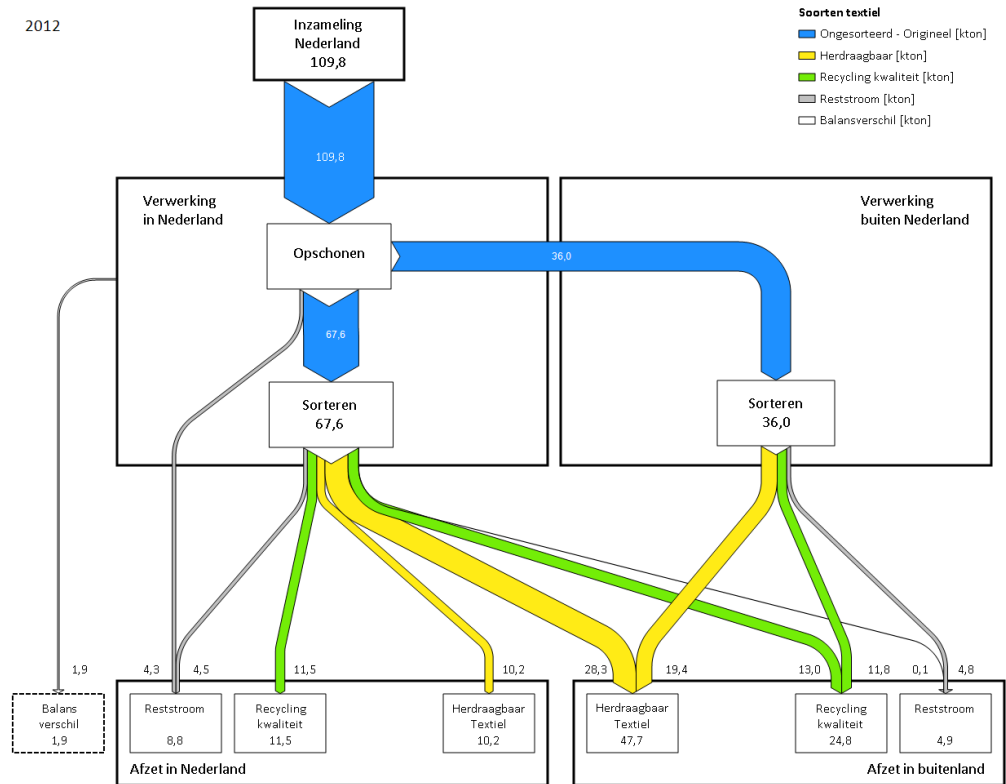 2012
Inzameling
Nederland
109,8
Soorten textiel
Ongesorteerd - Origineel [kton]
Herdraagbaar [kton]
Recycling kwaliteit [kton]
Reststroom [kton]
Balansverschil [kton]
109,8
Verwerking
in Nederland
Verwerking
buiten Nederland
Opschonen
36,0
67,6
Sorteren
67,6
Sorteren
36,0
1,9
4,3
4,5
11,5
10,2
28,3
19,4
13,0
11,8
0,1
4,8
Balans
verschil
1,9
Reststroom
8,8
Recycling
kwaliteit
11,5
Herdraagbaar
Textiel
10,2
Herdraagbaar
Textiel
47,7
Recycling
kwaliteit
24,8
Reststroom
4,9
Afzet in Nederland
Afzet in buitenland